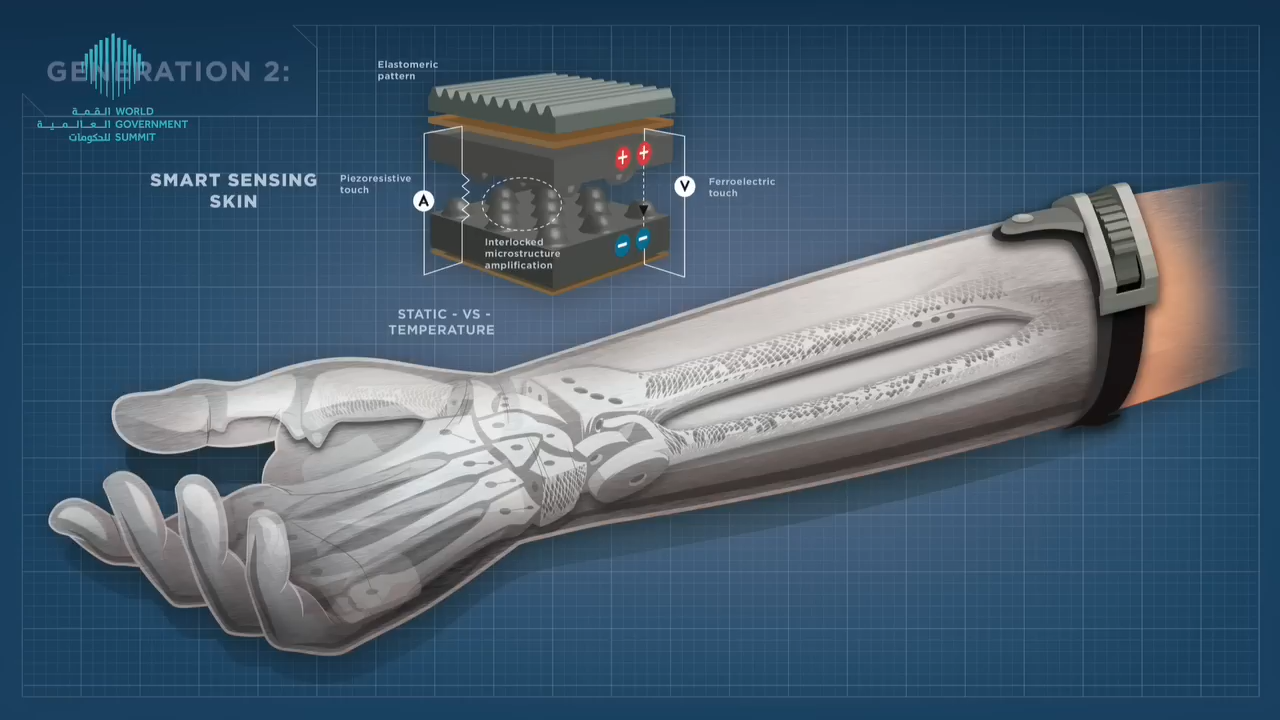 GENERATION 2:
القمة WORLD
العالمية GOVERNMENT
للحكومات SUMMIT
SMART SENSING
SKIN
Elastomeric
pattern
Piezoresistive
touch
A
+ +
V
Ferroelectric
touch
- -
Interlocked
microstructure
amplification
STATIC - VS -
TEMPERATURE